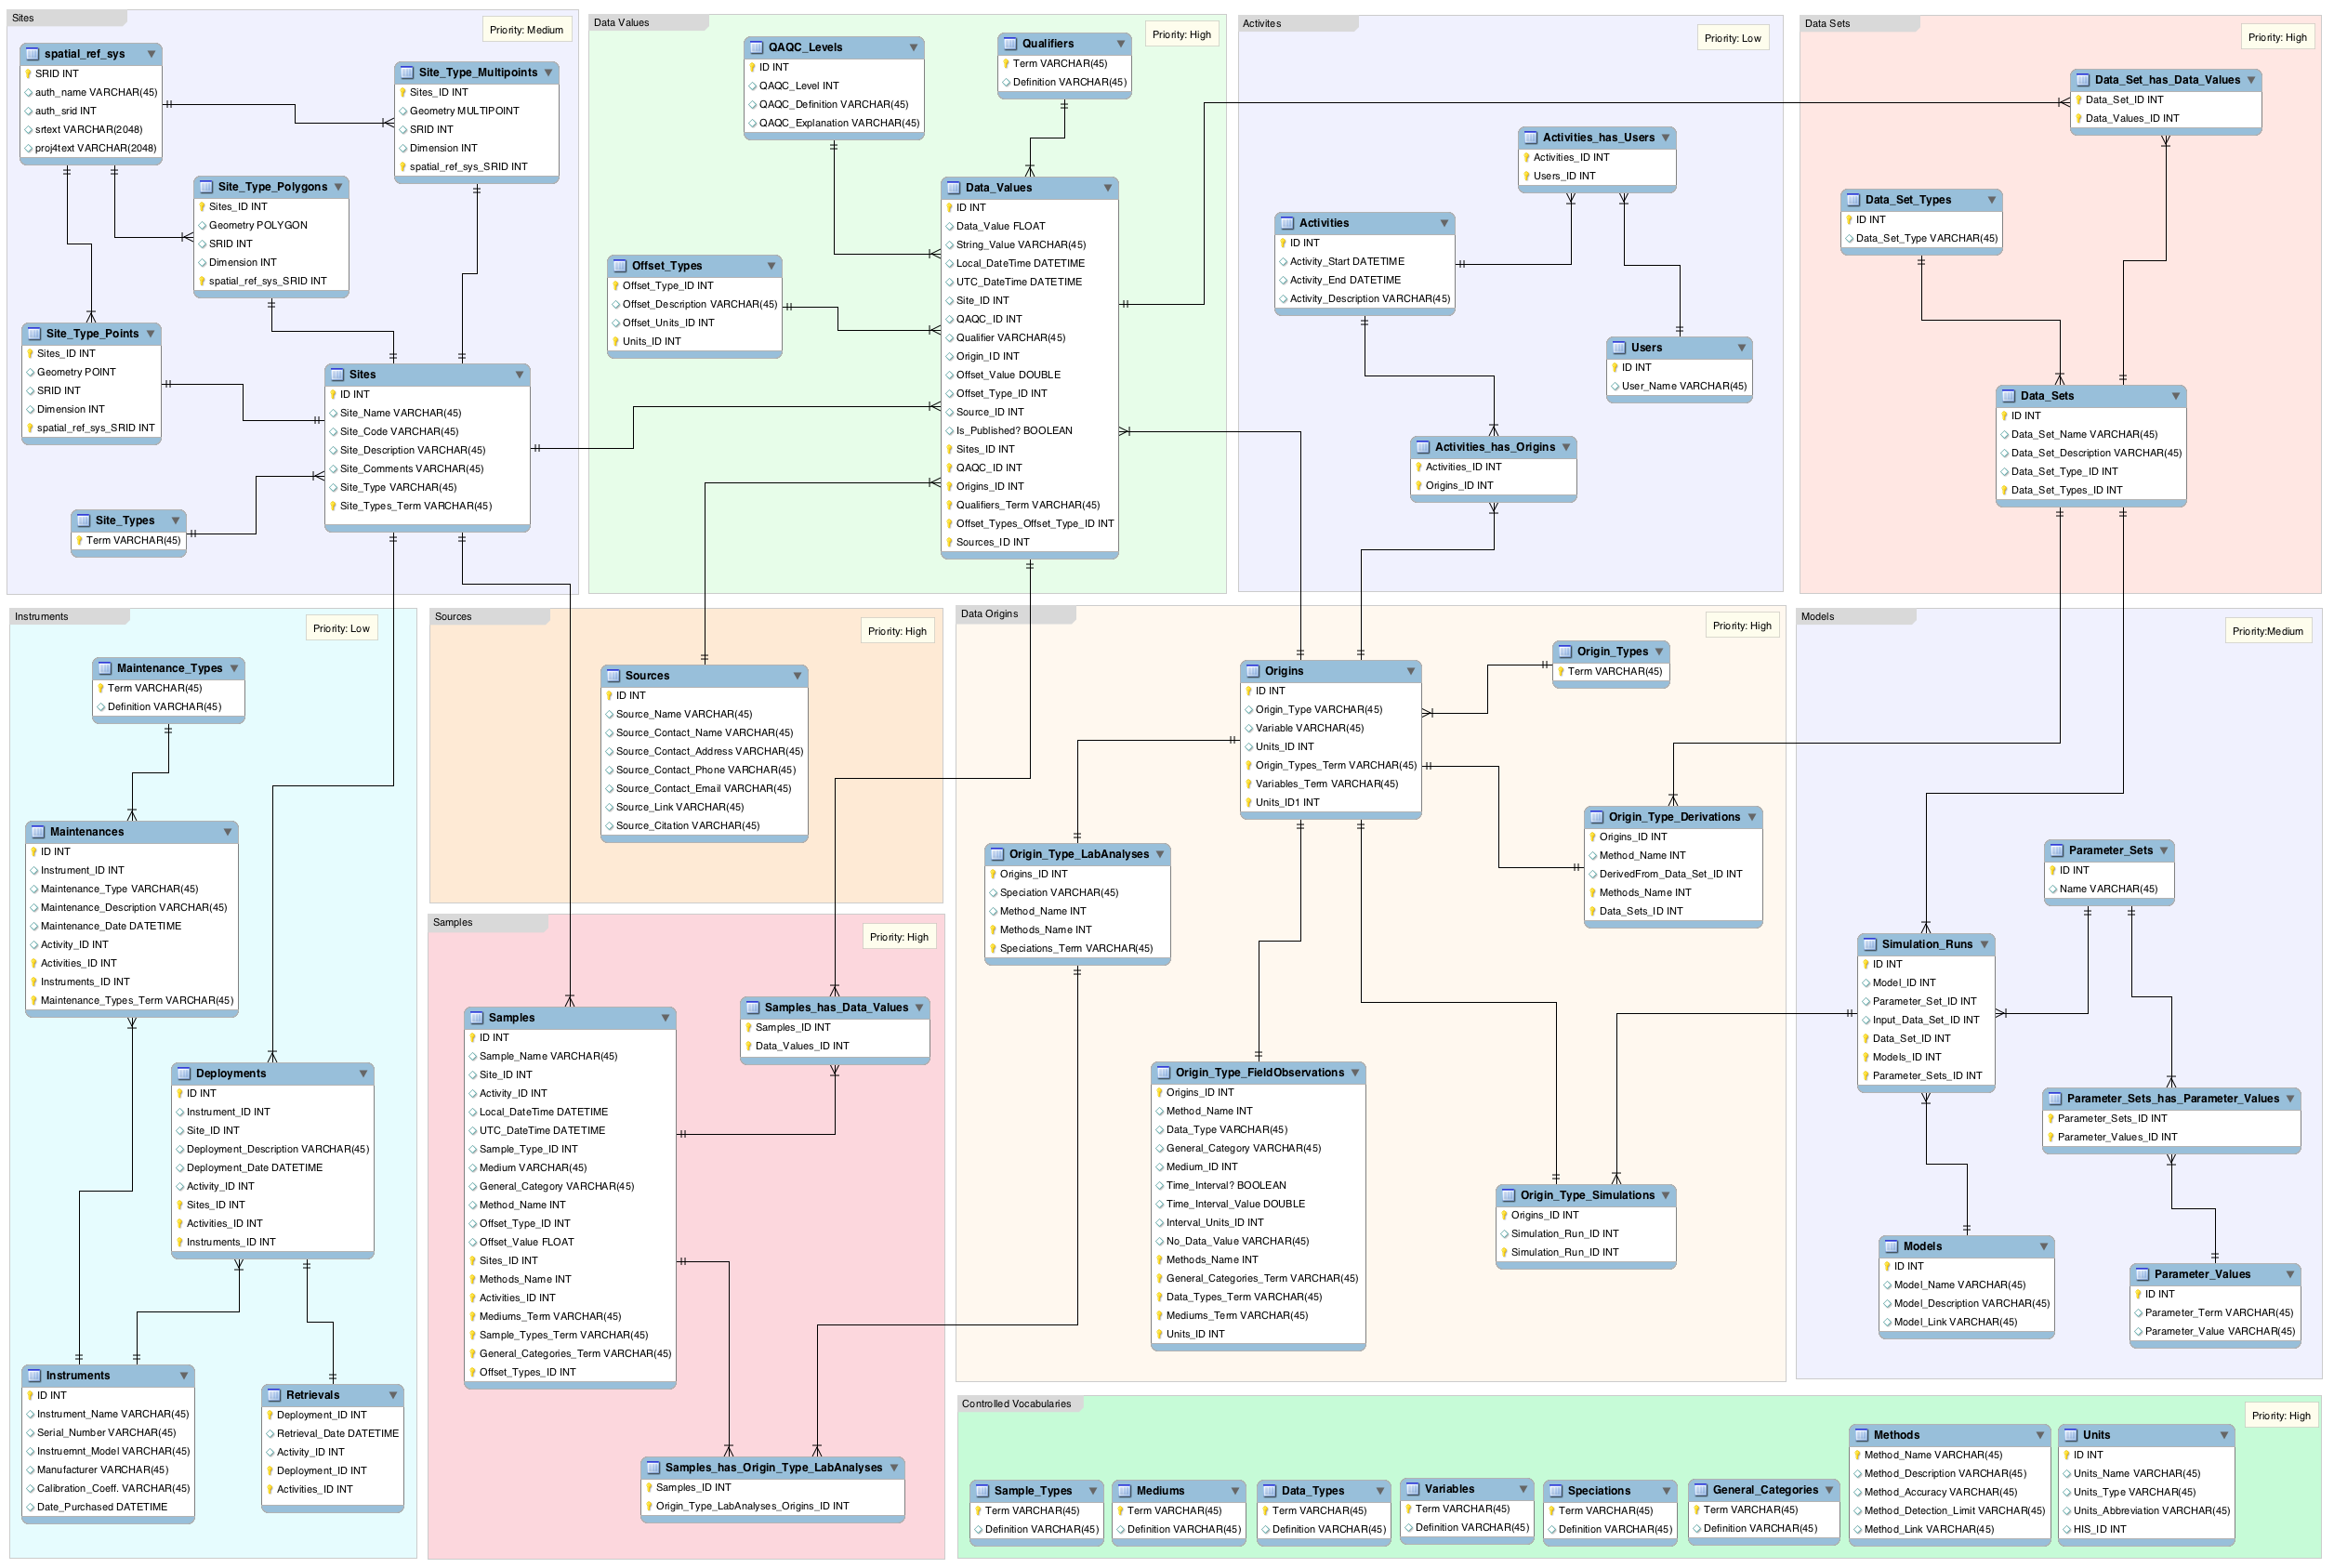 Sites
Priority: Medium
spatial_ref_sys
SRID INT
auth_name VARCHAR(45)
auth_srid INT
srtext VARCHAR(2048)
proj4text VARCHAR(2048)
Site_Type_Multipoints
Sites_ID INT
Geometry MULTIPOINT
SRID INT
Dimension INT
spatial_ref_sys_SRID INT
Site_Type_Polygons
Sites_ID INT
Geometry POLYGON
SRID INT
Dimension INT
spatial_ref_sys_SRID INT
Site_Type_Points
Sites_ID INT
Geometry POINT
SRID INT
Dimension INT
spatial_ref_sys_SRID INT
Sites
ID INT
Site_Name VARCHAR(45)
Site_Code VARCHAR(45)
Site_Description VARCHAR(45)
Site_Comments VARCHAR(45)
Site_Type VARCHAR(45)
Site_Types_Term VARCHAR(45)
Site_Types
Term VARCHAR(45)
Data Values
Priority: High
QAQC_Levels
ID INT
QAQC_Level INT
QAQC_Definition VARCHAR(45)
QAQC_Explanation VARCHAR(45)
Qualifiers
Term VARCHAR(45)
Definition VARCHAR(45)
Offset_Types
Offset_Type_ID INT
Offset_Description VARCHAR(45)
Offset_Units_ID INT
Units_ID INT
Data_Values
ID INT
Data_Value FLOAT
String_Value VARCHAR(45)
Local_DateTime DATETIME
UTC_DateTime DATETIME
Site_ID INT
QAQC_ID INT
Qualifier VARCHAR(45)
Origin_ID INT
Offset_Value DOUBLE
Offset_Type_ID INT
Source_ID INT
Is_Published? BOOLEAN
Sites_ID INT
QAQC_ID INT
Origins_ID INT
Qualifiers_Term VARCHAR(45)
Offset_Types_Offset_Type_ID INT
Sources_ID INT
Activites
Priority: Low
Activities_has_Users
Activities_ID INT
Users_ID INT
Activities
ID INT
Activity_Start DATETIME
Activity_End DATETIME
Activity_Description VARCHAR(45)
Users
ID INT
User_Name VARCHAR(45)
Activities_has_Origins
Activities_ID INT
Origins_ID INT
Data Sets
Priority: High
Data_Set_has_Data_Values
Data_Set_ID INT
Data_Values_ID INT
Data_Set_Types
ID INT
Data_Set_Type VARCHAR(45)
Data_Sets
ID INT
Data_Set_Name VARCHAR(45)
Data_Set_Description VARCHAR(45)
Data_Set_Type_ID INT
Data_Set_Types_ID INT
Instruments
Priority: Low
Maintenance_Types
Term VARCHAR(45)
Definition VARCHAR(45)
Maintenances
ID INT
Instrument_ID INT
Maintenance_Type VARCHAR(45)
Maintenance_Description VARCHAR(45)
Maintenance_Date DATETIME
Activity_ID INT
Activities_ID INT
Instruments_ID INT
Maintenance_Types_Term VARCHAR(45)
Deployments
ID INT
Instrument_ID INT
Site_ID INT
Deployment_Description VARCHAR(45)
Deployment_Date DATETIME
Activity_ID INT
Sites_ID INT
Activities_ID INT
Instruments_ID INT
Instruments
ID INT
Instrument_Name VARCHAR(45)
Serial_Number VARCHAR(45)
Instruemnt_Model VARCHAR(45)
Manufacturer VARCHAR(45)
Calibration_Coeff. VARCHAR(45)
Date_Purchased DATETIME
Retrievals
Deployment_ID INT
Retrieval_Date DATETIME
Activity_ID INT
Deployment_ID INT
Activities_ID INT
Sources
Priority: High
Sources
ID INT
Source_Name VARCHAR(45)
Source_Contact_Name VARCHAR(45)
Source_Contact_Address VARCHAR(45)
Source_Contact_Phone VARCHAR(45)
Source_Contact_Email VARCHAR(45)
Source_Link VARCHAR(45)
Source_Citation VARCHAR(45)
Samples
Priority: High
Samples
ID INT
Sample_Name VARCHAR(45)
Site_ID INT
Activity_ID INT
Local_DateTime DATETIME
UTC_DateTime DATETIME
Sample_Type_ID INT
Medium VARCHAR(45)
General_Category VARCHAR(45)
Method_Name INT
Offset_Type_ID INT
Offset_Value FLOAT
Sites_ID INT
Methods_Name INT
Activities_ID INT
Mediums_Term VARCHAR(45)
Sample_Types_Term VARCHAR(45)
General_Categories_Term VARCHAR(45)
Offset_Types_ID INT
Samples_has_Data_Values
Samples_ID INT
Data_Values_ID INT
Samples_has_Origin_Type_LabAnalyses
Samples_ID INT
Origin_Type_LabAnalyses_Origins_ID INT
Data Origins
Priority: High
Origins
ID INT
Origin_Type VARCHAR(45)
Variable VARCHAR(45)
Units_ID INT
Origin_Types_Term VARCHAR(45)
Variables_Term VARCHAR(45)
Units_ID1 INT
Origin_Types
Term VARCHAR(45)
Origin_Type_Derivations
Origins_ID INT
Method_Name INT
DerivedFrom_Data_Set_ID INT
Methods_Name INT
Data_Sets_ID INT
Origin_Type_LabAnalyses
Origins_ID INT
Speciation VARCHAR(45)
Method_Name INT
Methods_Name INT
Speciations_Term VARCHAR(45)
Origin_Type_FieldObservations
Origins_ID INT
Method_Name INT
Data_Type VARCHAR(45)
General_Category VARCHAR(45)
Medium_ID INT
Time_Interval? BOOLEAN
Time_Interval_Value DOUBLE
Interval_Units_ID INT
No_Data_Value VARCHAR(45)
Methods_Name INT
General_Categories_Term VARCHAR(45)
Data_Types_Term VARCHAR(45)
Mediums_Term VARCHAR(45)
Units_ID INT
Origin_Type_Simulations
Origins_ID INT
Simulation_Run_ID INT
Simulation_Run_ID INT
Models
Priority:Medium
Parameter_Sets
ID INT
Name VARCHAR(45)
Simulation_Runs
ID INT
Model_ID INT
Parameter_Set_ID INT
Input_Data_Set_ID INT
Data_Set_ID INT
Models_ID INT
Parameter_Sets_ID INT
Parameter_Sets_has_Parameter_Values
Parameter_Sets_ID INT
Parameter_Values_ID INT
Models
ID INT
Model_Name VARCHAR(45)
Model_Description VARCHAR(45)
Model_Link VARCHAR(45)
Parameter_Values
ID INT
Parameter_Term VARCHAR(45)
Parameter_Value VARCHAR(45)
Controlled Vocabularies
Priority: High
Sample_Types
Term VARCHAR(45)
Definition VARCHAR(45)
Mediums
Term VARCHAR(45)
Definition VARCHAR(45)
Data_Types
Term VARCHAR(45)
Definition VARCHAR(45)
Variables
Term VARCHAR(45)
Definition VARCHAR(45)
Speciations
Term VARCHAR(45)
Definition VARCHAR(45)
General_Categories
Term VARCHAR(45)
Definition VARCHAR(45)
Methods
Method_Name VARCHAR(45)
Method_Description VARCHAR(45)
Method_Accuracy VARCHAR(45)
Method_Detection_Limit VARCHAR(45)
Method_Link VARCHAR(45)
Units
ID INT
Units_Name VARCHAR(45)
Units_Type VARCHAR(45)
Units_Abbreviation VARCHAR(45)
HIS_ID INT